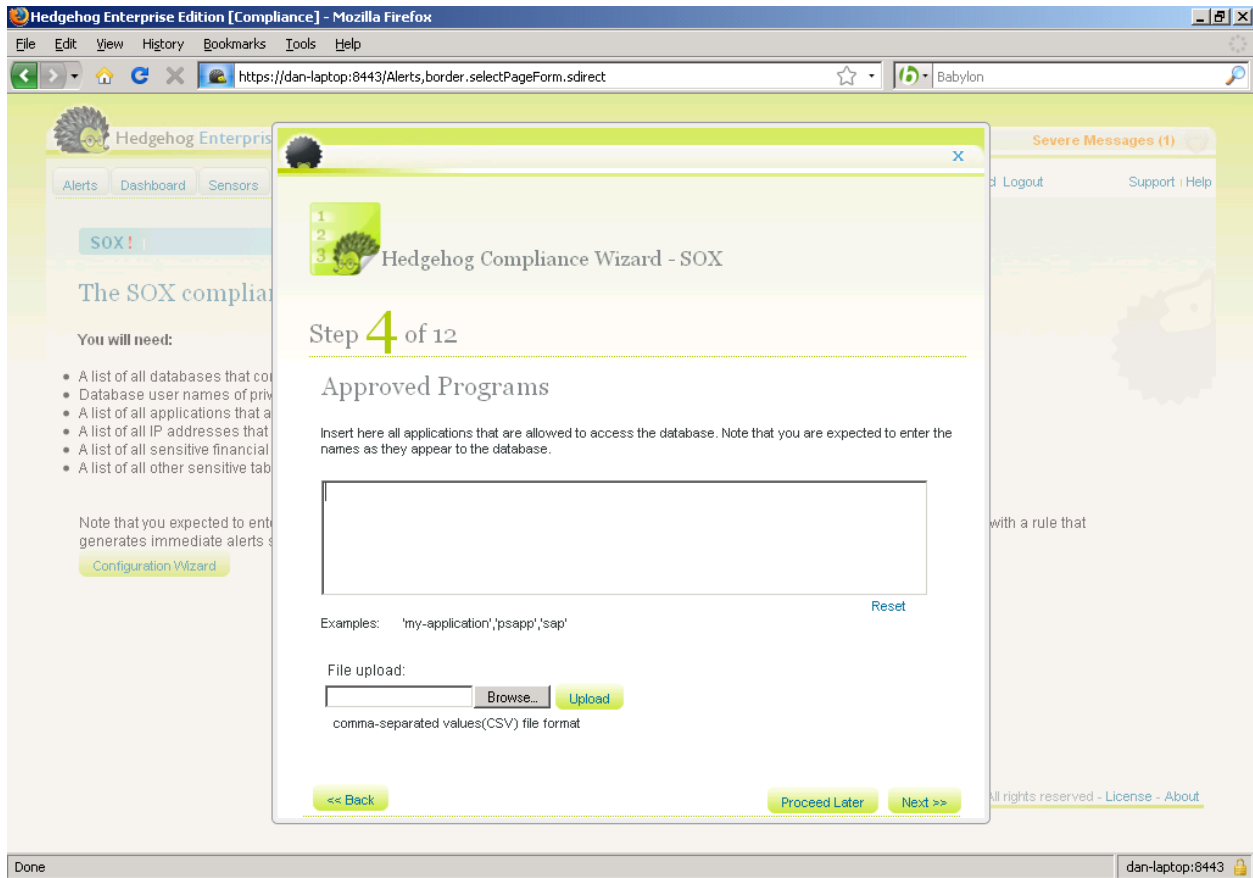 Hedgehog Enterprise Edition [Compliance] - Mozilla Firefox
File Edit View History Bookmarks Tools Help
https://dan-laptop:8443/Alerts,border.selectPageForm.sdirect
Babylon
Hedgehog Enterpris
Severe Messages (1)
x
Alerts Dashboard Sensors
d Logout Support | Help
1
2
3
Hedgehog Compliance Wizard - SOX
SOX!
The SOX complian
Step 4 of 12
You will need:
A list of all databases that con
Database user names of priv
A list of all applications that a
A list of all IP addresses that
A list of all sensitive financial
A list of all other sensitive tab
Approved Programs
Insert here all applications that are allowed to access the database. Note that you are expected to enter the
names as they appear to the database.
Note that you expected to ente
with a rule that
generates immediate alerts s
Configuration Wizard
Reset
Examples: 'my-application','psapp','sap'
File upload:
Browse... Upload
comma-separated values(CSV) file format
<< Back
Proceed Later
Next >>
All rights reserved - License - About
Done
dan-laptop:8443